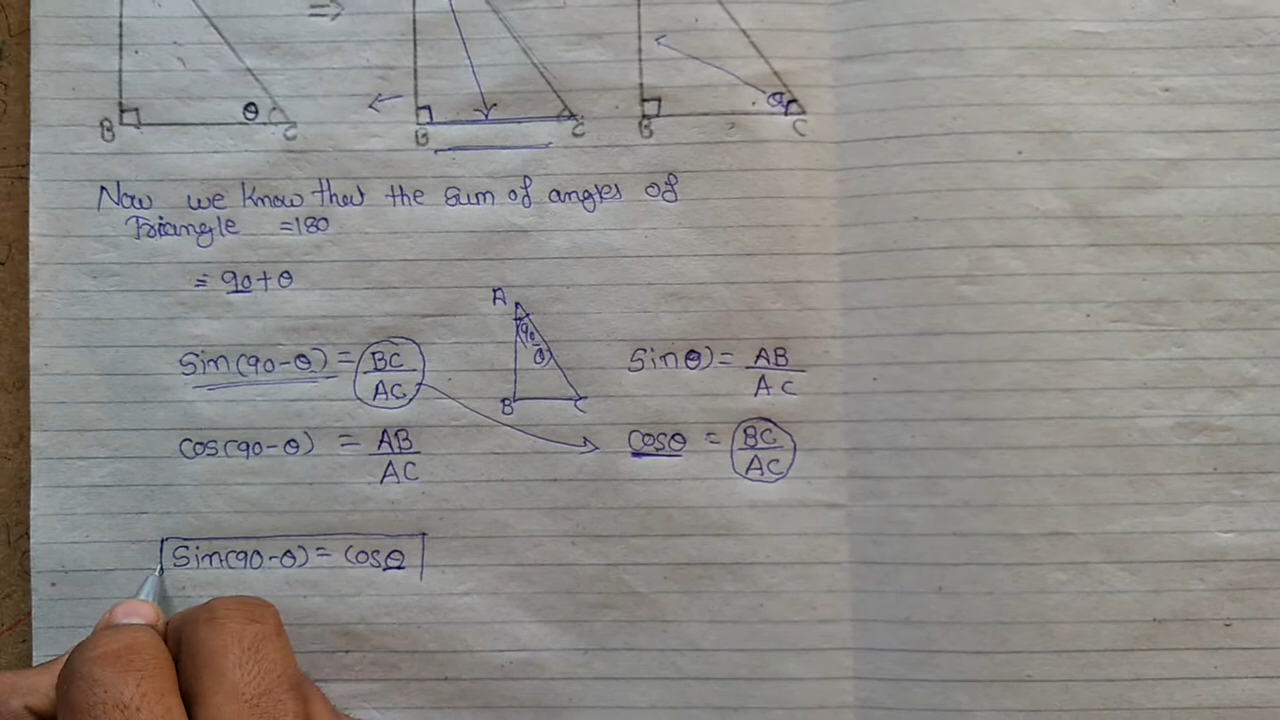 ⇒
B θ C
B C
B θ C
Now we know that the sum of angles of
Triangle =180
= 90+θ
A
90-θ
B C
Sin(90-θ) = BC/AC
Sinθ) = AB/AC
cos(90-θ) = AB/AC
cosθ = BC/AC
Sin(90-θ) = cosθ